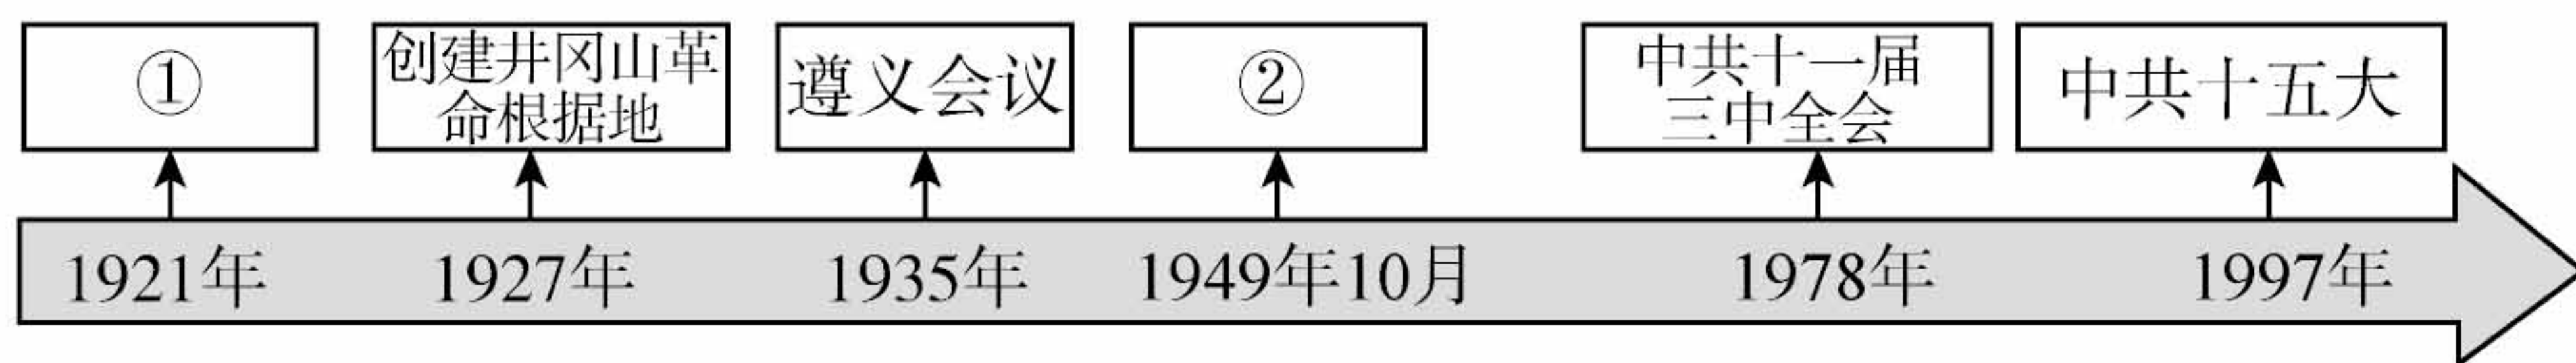 ①
创建井冈山革
命根据地
遵义会议
②
中共十一届
三中全会
中共十五大
1921年
1927年
1935年
1949年10月
1978年
1997年